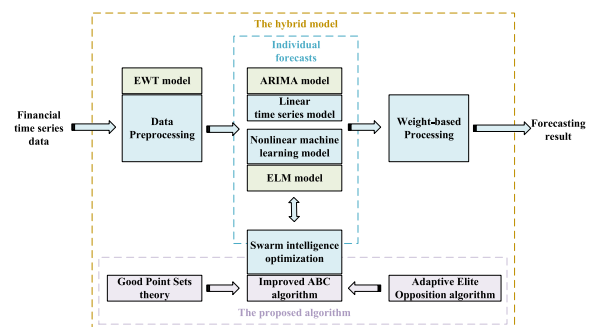 The hybrid model
Individual
forecasts
EWT model
ARIMA model
Financial
time series
data
Data
Preprocessing
Linear
time series model
Nonlinear machine
learning model
ELM model
Weight-based
Processing
Forecasting
result
Swarm intelligence
optimization
Good Point Sets
theory
Improved ABC
algorithm
Adaptive Elite
Opposition algorithm
The proposed algorithm